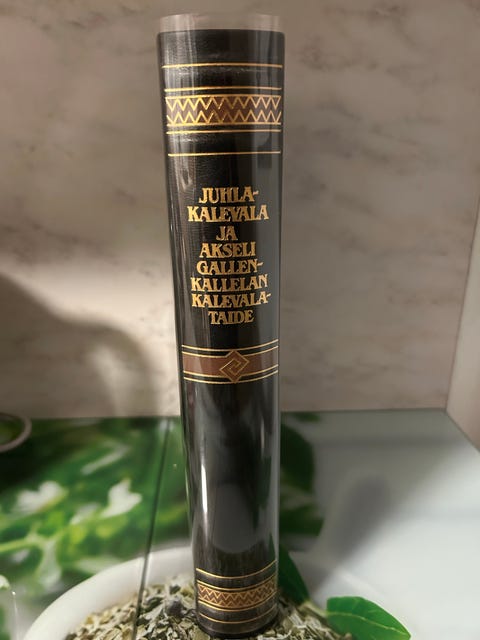 JUHLA-
KALEVALA
JA
AKSELI
GALLEN-
KALLELAN
KALEVALA-
TAIDE